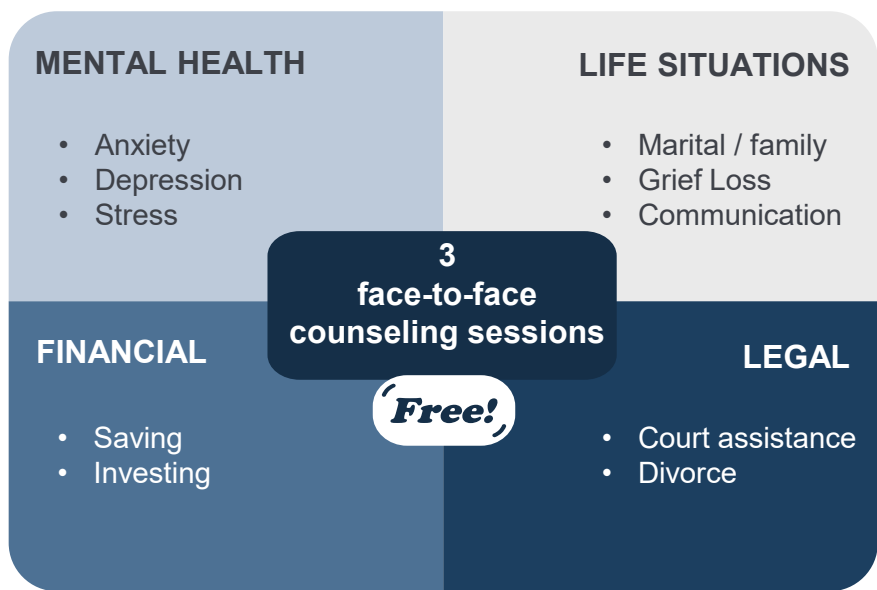 MENTAL HEALTH
• Anxiety
• Depression
• Stress
LIFE SITUATIONS
• Marital / family
• Grief Loss
• Communication
3
face-to-face
counseling sessions
Free!
FINANCIAL
• Saving
• Investing
LEGAL
• Court assistance
• Divorce